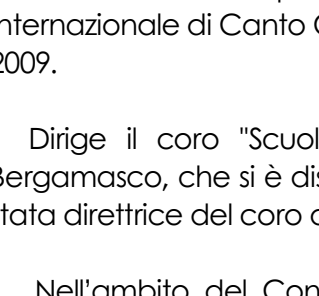 nternazionale di Canto
2009.
Dirige il coro "Scuol
Bergamasco, che si è dis
tata direttrice del coro
Nell'ambito del Con